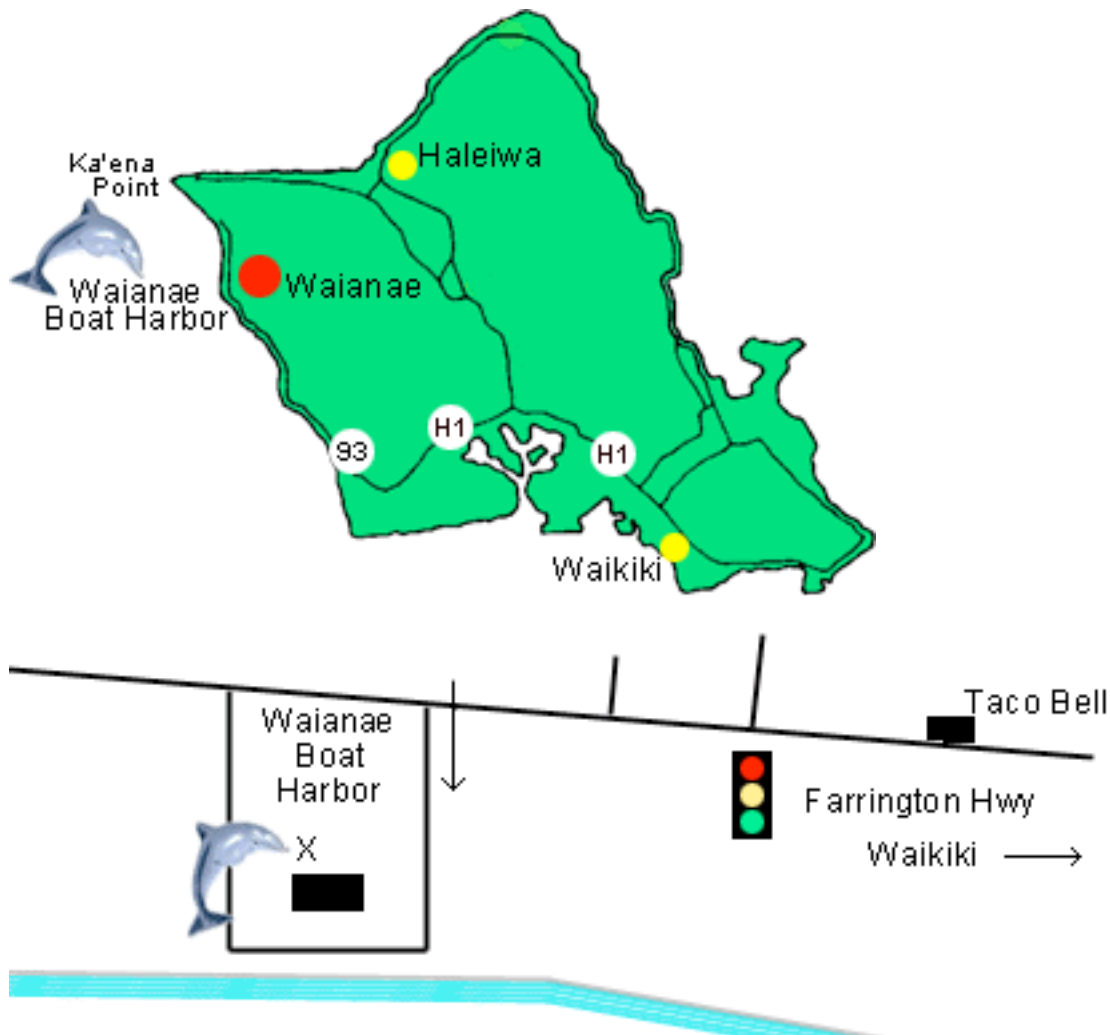 Haleiwa
Ka'ena
Point
Waianae
Waianae
Boat Harbor
H1
93
H1
Waikiki
Taco Bell
Waianae
Boat
Harbor
Farrington Hwy
X
Waikiki